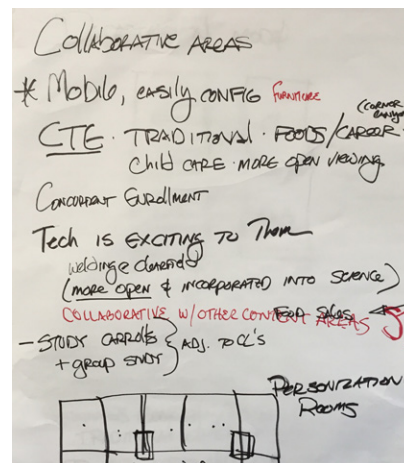 Collaborative Areas
* Mobile, easily config furniture
(corner
CTE · Traditional · Foods / Career
Child care · more open viewing
Concurrent Enrollment
Tech is exciting to them
welding
(more open & incorporated into science)
Collaborative w/ other content areas
- Study carrols
+ group study
Adj. to CL's
Personization
Rooms